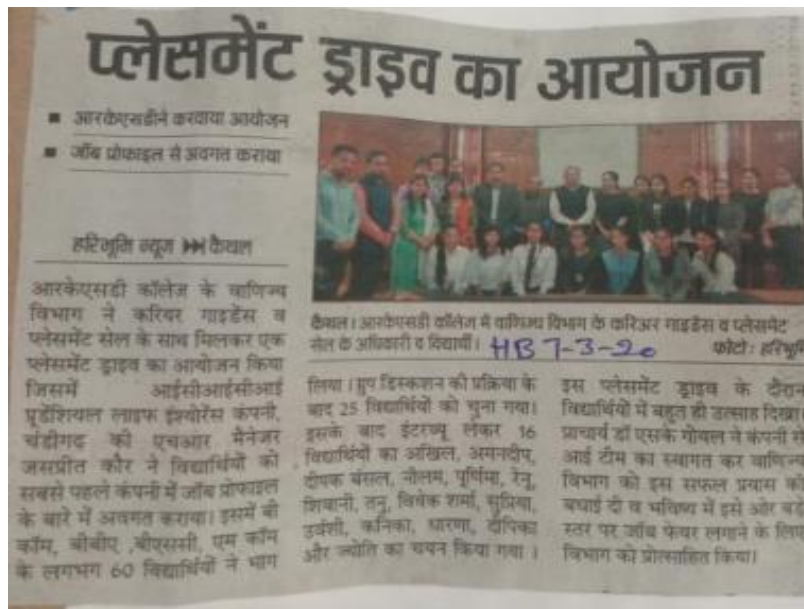 प्लेसमेंट ड्राइव का आयोजन
■ आरकेएसडीने करवाया आयोजन
■ जॉब प्रोफाइल से अवगत कराया
हरिभूमि न्यूज ▶▶ कैथल
आरकेएसडी कॉलेज के वाणिज्य
विभाग ने करियर गाइडेंस व
प्लेसमेंट सेल के साथ मिलकर एक
प्लेसमेंट ड्राइव का आयोजन किया
जिसमें आईसीआईसीआई
प्रूडेंशियल लाइफ इंश्योरेंस कंपनी,
चंडीगढ़ की एचआर मैनेजर
जसप्रीत कौर ने विद्यार्थियों को
सबसे पहले कंपनी में जॉब प्रोफाइल
के बारे में अवगत कराया। इसमें बी
कॉम, बीबीए ,बीएससी, एम कॉम
के लगभग 60 विद्यार्थियों ने भाग
कैथल। आरकेएसडी कॉलेज में वाणिज्य विभाग के करिअर गाइडेंस व प्लेसमेंट
सेल के अधिकारी व विद्यार्थी। HB 7-3-20 फोटो: हरिभूमि
लिया। ग्रुप डिस्कशन की प्रक्रिया के
बाद 25 विद्यार्थियों को चुना गया।
इसके बाद इंटरव्यू लेकर 16
विद्यार्थियों का अखिल, अमनदीप,
दीपक बंसल, नीलम, पूर्णिमा, रेनू,
शिवानी, तनु, विवेक शर्मा, सुप्रिया,
उर्वशी, कनिका, धारणा, दीपिका
और ज्योति का चयन किया गया ।
इस प्लेसमेंट ड्राइव के दौरान
विद्यार्थियों में बहुत ही उत्साह दिखा।
प्राचार्य डॉ एसके गोयल ने कंपनी से
आई टीम का स्वागत कर वाणिज्य
विभाग को इस सफल प्रयास की
बधाई दी व भविष्य में इसे ओर बड़े
स्तर पर जॉब फेयर लगाने के लिए
विभाग को प्रोत्साहित किया।